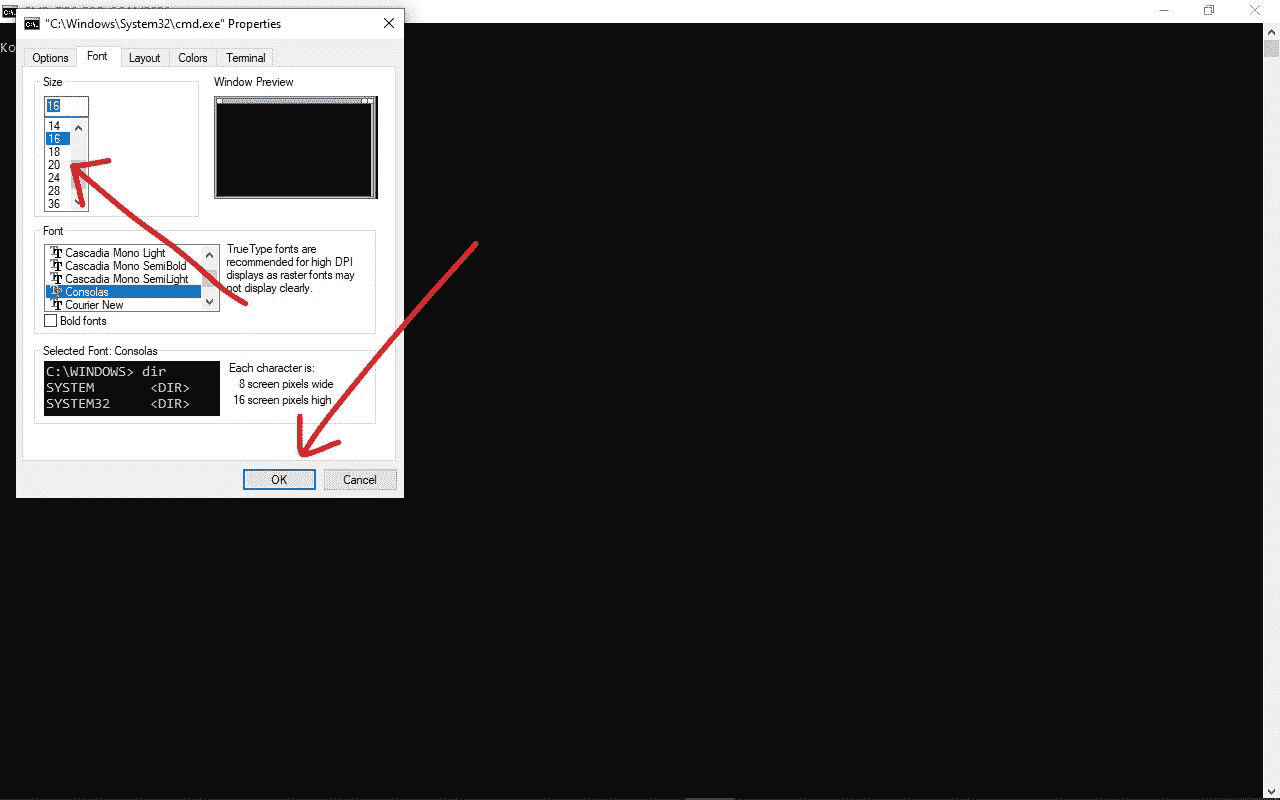 "C:\Windows\System32\cmd.exe" Properties
Ko
Options Font Layout Colors Terminal
Size
16
14
16
18
20
24
28
36
Window Preview
Font
Cascadia Mono Light
Cascadia Mono SemiBold
Cascadia Mono SemiLight
Consolas
Courier New
Bold fonts
TrueType fonts are
recommended for high DPI
displays as raster fonts may
not display clearly.
Selected Font: Consolas
C:\WINDOWS> dir
SYSTEM <DIR>
SYSTEM32 <DIR>
Each character is:
8 screen pixels wide
16 screen pixels high
OK Cancel